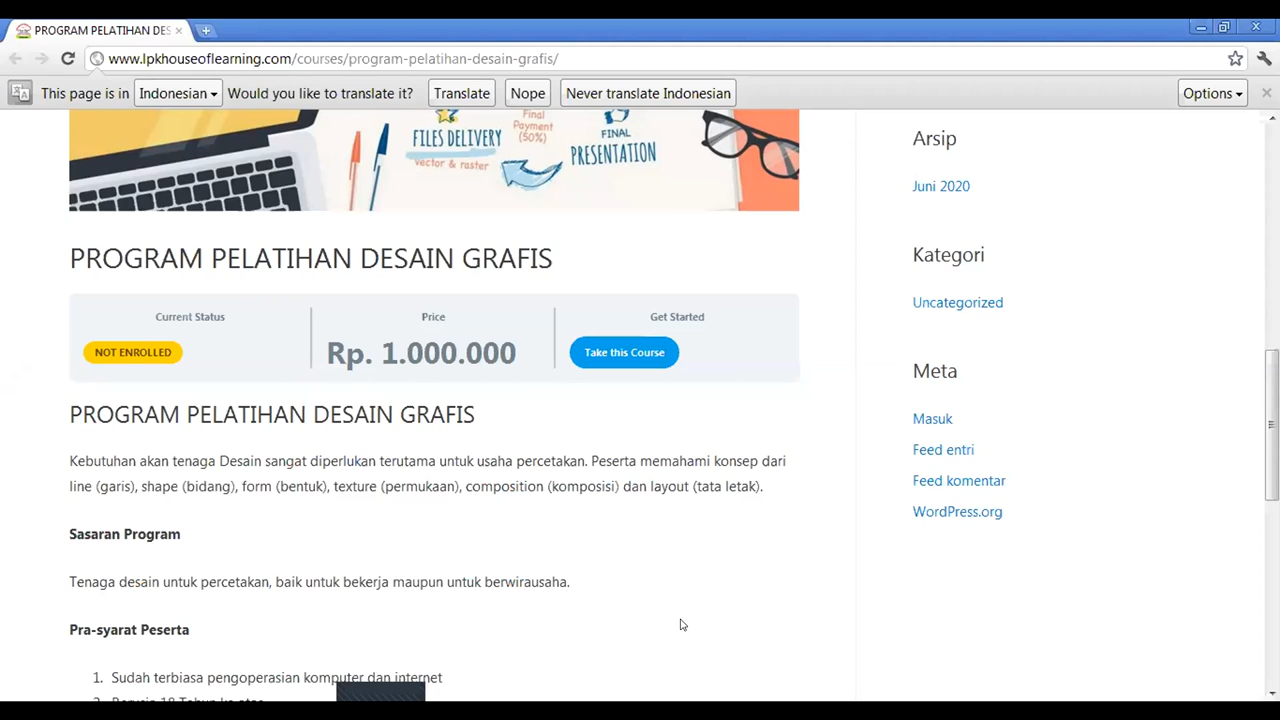 PROGRAM PELATIHAN DES
www.lpkhouseoflearning.com/courses/program-pelatihan-desain-grafis/
This page is in Indonesian Would you like to translate it? Translate Nope Never translate Indonesian Options
FILES DELIVERY
vector & raster
Final
Payment
(50%)
FINAL
PRESENTATION
PROGRAM PELATIHAN DESAIN GRAFIS
Current Status
NOT ENROLLED
Price
Rp. 1.000.000
Get Started
Take this Course
PROGRAM PELATIHAN DESAIN GRAFIS
Kebutuhan akan tenaga Desain sangat diperlukan terutama untuk usaha percetakan. Peserta memahami konsep dari
line (garis), shape (bidang), form (bentuk), texture (permukaan), composition (komposisi) dan layout (tata letak).
Sasaran Program
Tenaga desain untuk percetakan, baik untuk bekerja maupun untuk berwirausaha.
Pra-syarat Peserta
1. Sudah terbiasa pengoperasian komputer dan internet
Arsip
Juni 2020
Kategori
Uncategorized
Meta
Masuk
Feed entri
Feed komentar
WordPress.org